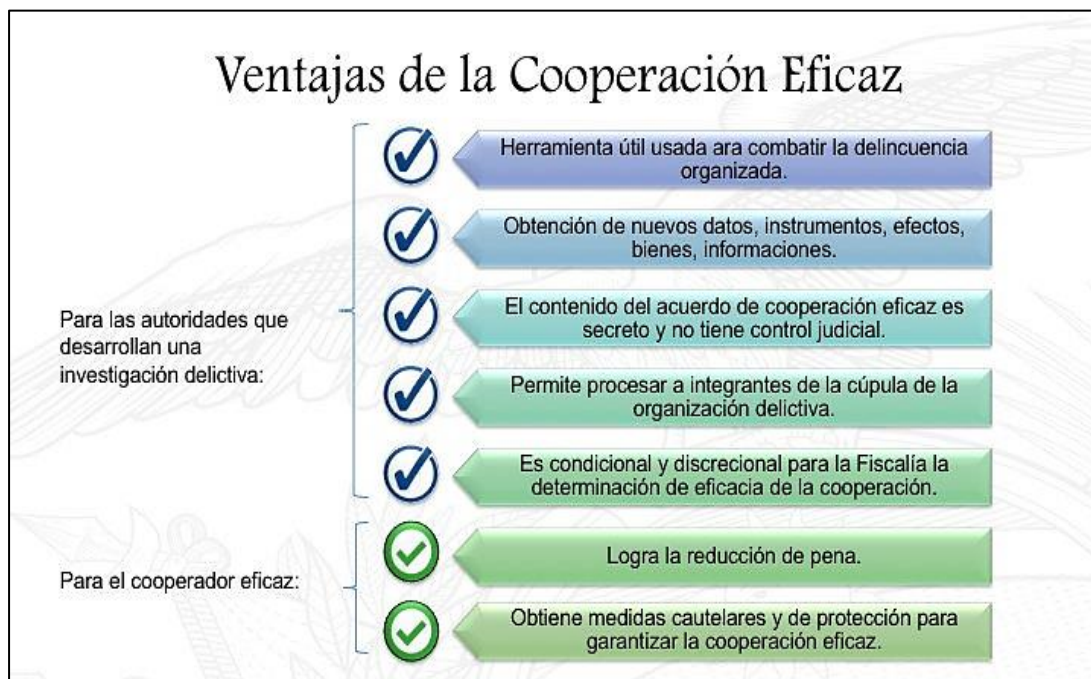 Ventajas de la Cooperación Eficaz
Para las autoridades que
desarrollan una
investigación delictiva:
Herramienta útil usada ara combatir la delincuencia
organizada.
Obtención de nuevos datos, instrumentos, efectos,
bienes, informaciones.
El contenido del acuerdo de cooperación eficaz es
secreto y no tiene control judicial.
Permite procesar a integrantes de la cúpula de la
organización delictiva.
Es condicional y discrecional para la Fiscalía la
determinación de eficacia de la cooperación.
Para el cooperador eficaz:
Logra la reducción de pena.
Obtiene medidas cautelares y de protección para
garantizar la cooperación eficaz.